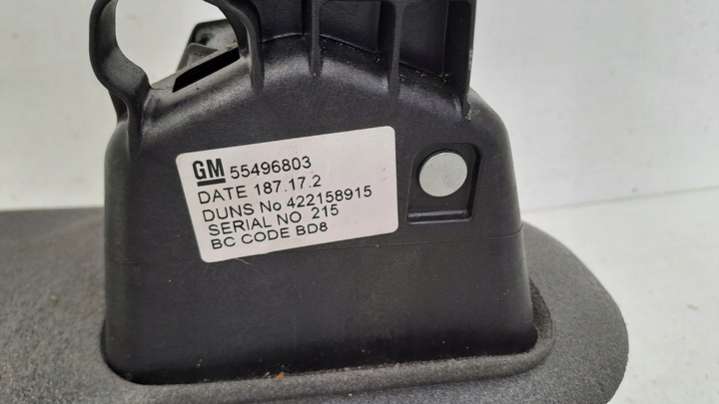 GM 55496803
DATE 187.17.2
DUNS No 422158915
SERIAL NO 215
BC CODE BD8